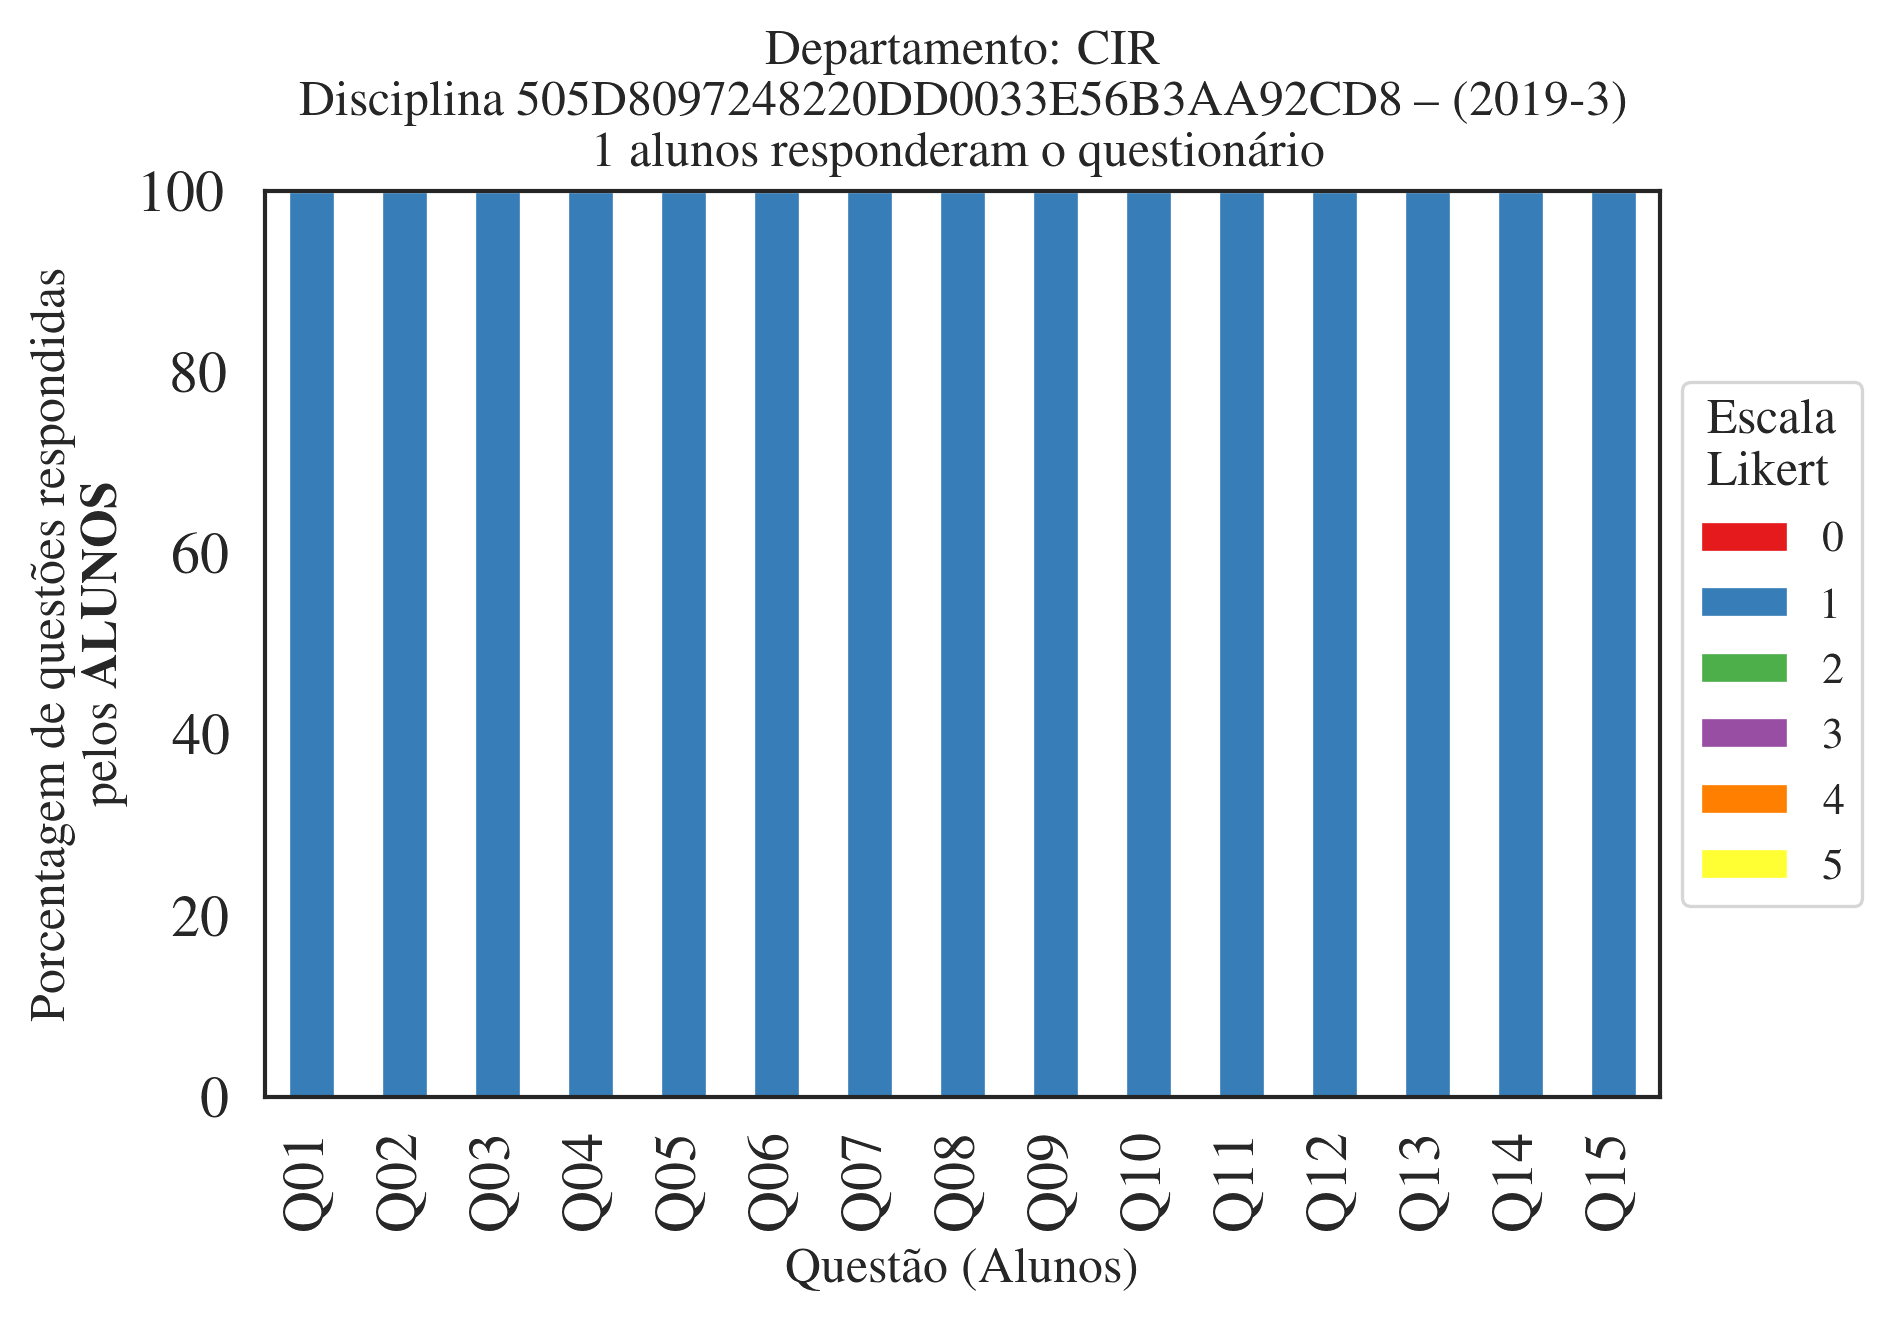 Departamento: CIR
Disciplina 505D8097248220DD0033E56B3AA92CD8 – (2019-3)
1 alunos responderam o questionário
Porcentagem de questões respondidas
pelos ALUNOS
100
80
60
40
20
0
Q01
Q02
Q03
Q04
Q05
Q06
Q07
Q08
Q09
Q10
Q11
Q12
Q13
Q14
Q15
Questão (Alunos)
Escala
Likert
0
1
2
3
4
5